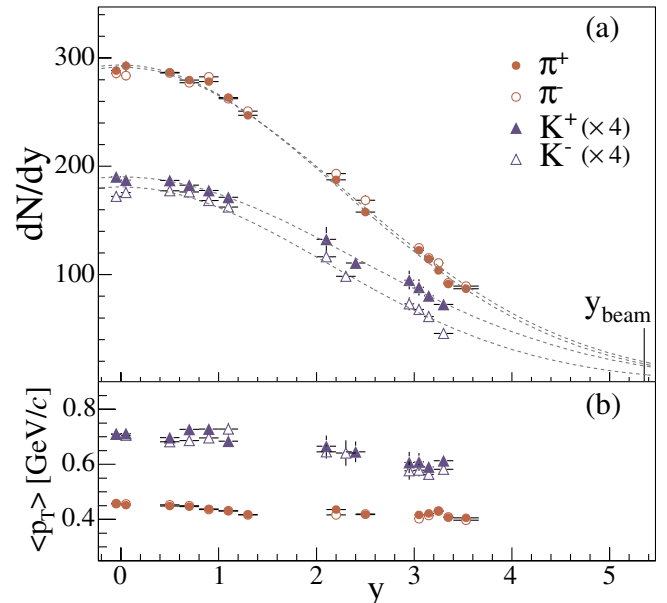 (a)
300
200
100
dN/dy
π⁺
π⁻
K⁺ (× 4)
K⁻ (× 4)
y_beam
(b)
0.8
0.6
0.4
<p_T> [GeV/c]
0 1 2 3 4 5
y